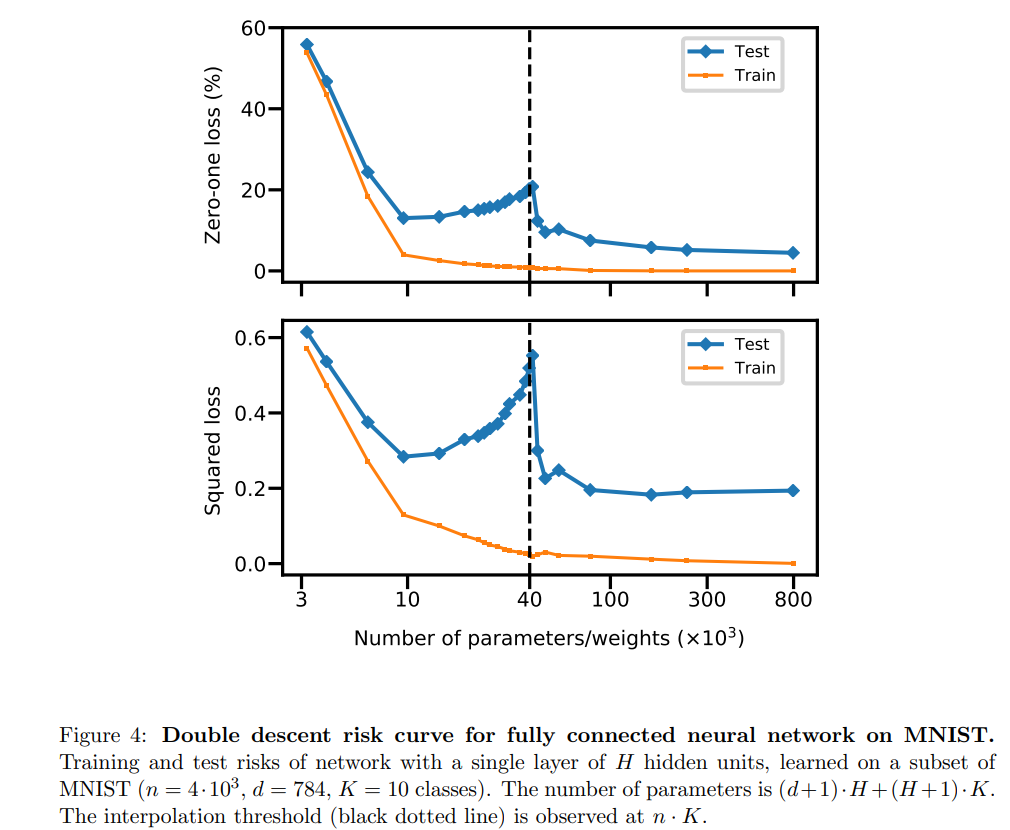 60
40
20
0
Zero-one loss (%)
Test
Train
0.6
0.4
0.2
0.0
Squared loss
Test
Train
3 10 40 100 300 800
Number of parameters/weights (×10³)
Figure 4: Double descent risk curve for fully connected neural network on MNIST.
Training and test risks of network with a single layer of H hidden units, learned on a subset of
MNIST (n = 4·10³, d = 784, K = 10 classes). The number of parameters is (d+1)·H+(H+1)·K.
The interpolation threshold (black dotted line) is observed at n · K.